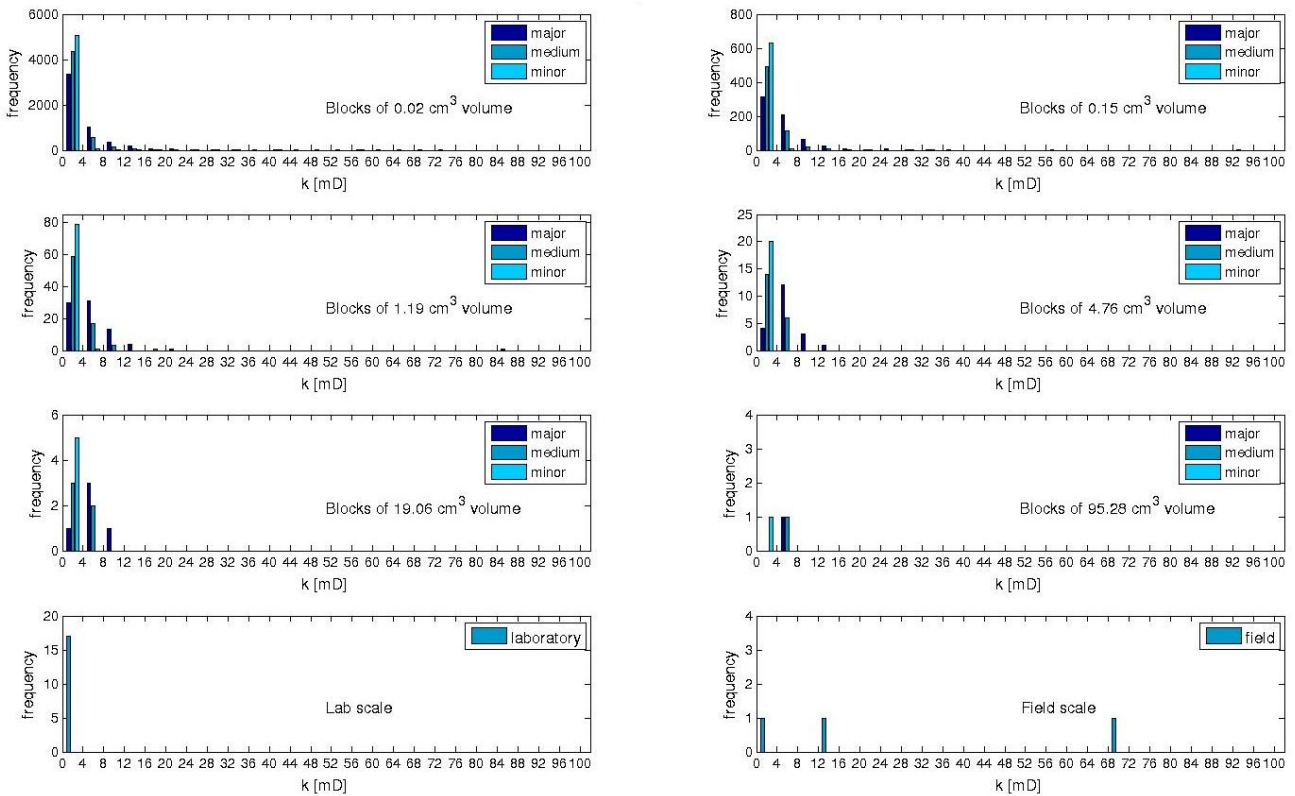 6000
4000
2000
0
frequency
major
medium
minor
Blocks of 0.02 cm3 volume
0 4 8 12 16 20 24 28 32 36 40 44 48 52 56 60 64 68 72 76 80 84 88 92 96 100
k [mD]
800
600
400
200
0
frequency
major
medium
minor
Blocks of 0.15 cm3 volume
0 4 8 12 16 20 24 28 32 36 40 44 48 52 56 60 64 68 72 76 80 84 88 92 96 100
k [mD]
80
60
40
20
0
frequency
major
medium
minor
Blocks of 1.19 cm3 volume
0 4 8 12 16 20 24 28 32 36 40 44 48 52 56 60 64 68 72 76 80 84 88 92 96 100
k [mD]
25
20
15
10
5
0
frequency
major
medium
minor
Blocks of 4.76 cm3 volume
0 4 8 12 16 20 24 28 32 36 40 44 48 52 56 60 64 68 72 76 80 84 88 92 96 100
k [mD]
6
4
2
0
frequency
major
medium
minor
Blocks of 19.06 cm3 volume
0 4 8 12 16 20 24 28 32 36 40 44 48 52 56 60 64 68 72 76 80 84 88 92 96 100
k [mD]
4
3
2
1
0
frequency
major
medium
minor
Blocks of 95.28 cm3 volume
0 4 8 12 16 20 24 28 32 36 40 44 48 52 56 60 64 68 72 76 80 84 88 92 96 100
k [mD]
20
15
10
5
0
frequency
laboratory
Lab scale
0 4 8 12 16 20 24 28 32 36 40 44 48 52 56 60 64 68 72 76 80 84 88 92 96 100
k [mD]
4
3
2
1
0
frequency
field
Field scale
0 4 8 12 16 20 24 28 32 36 40 44 48 52 56 60 64 68 72 76 80 84 88 92 96 100
k [mD]